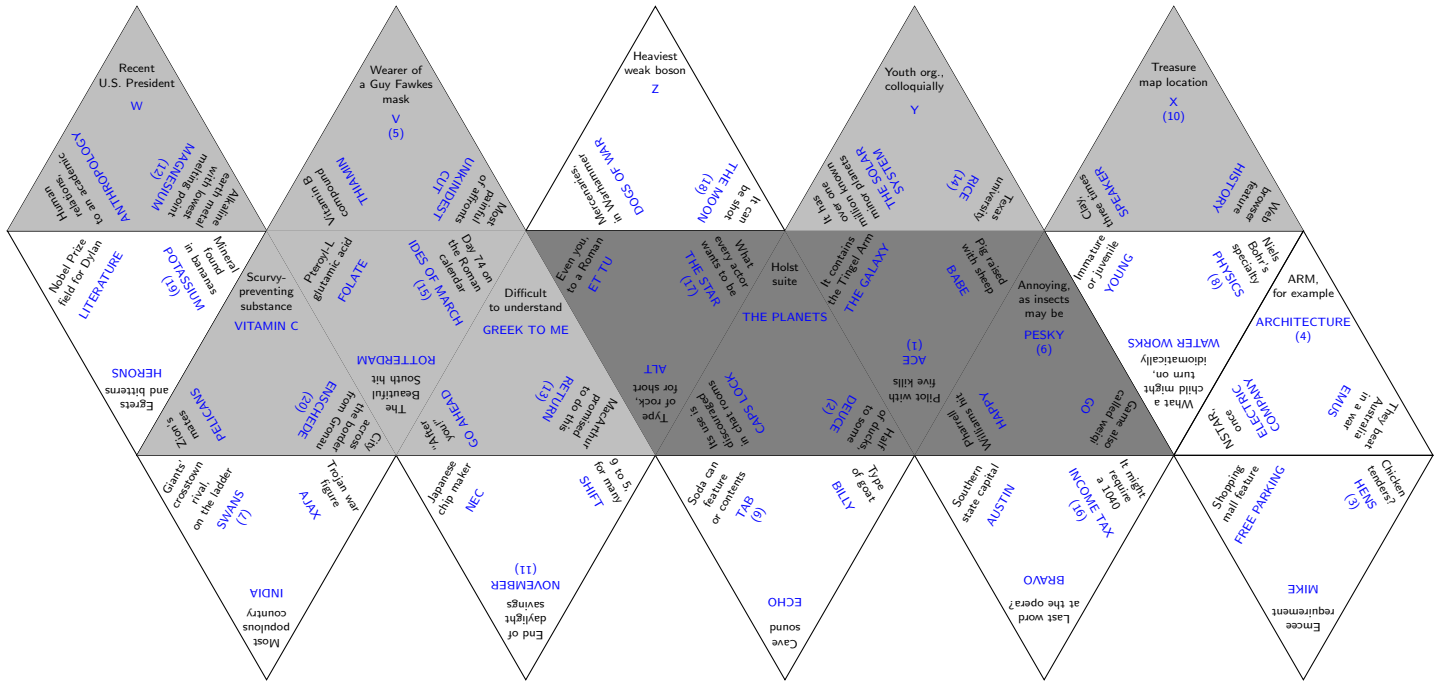 Recent
U.S. President
W
Human
relations,
to an academic
ANTHROPOLOGY
Alkaline
earth metal
with lowest
melting point
MAGNESIUM
(12)
Wearer of
a Guy Fawkes
mask
V
(5)
Vitamin B
compound
THIAMIN
Most
painful
of affronts
UNKINDEST
CUT
Heaviest
weak boson
Z
Mercenaries,
in Warhammer
DOGS OF WAR
It can
be shot
THE MOON
(18)
Youth org.,
colloquially
Y
It has
over one
million known
minor planets
THE SOLAR
SYSTEM
Texas
university
RICE
(14)
Treasure
map location
X
(10)
Clay,
three times
SPEAKER
Web
browser
feature
HISTORY
Nobel Prize
field for Dylan
LITERATURE
Mineral
found
in bananas
POTASSIUM
(19)
Egrets
and bitterns
HERONS
Scurvy-
preventing
substance
VITAMIN C
Zion's
mates
PELICANS
City
across
the border
from Gronau
ENSCHEDE
(20)
Pteroyl-L
glutamic acid
FOLATE
Day 74 on
the Roman
calendar
IDES OF MARCH
(15)
The
Beautiful
South hit
ROTTERDAM
Difficult
to understand
GREEK TO ME
"After
you!"
GO AHEAD
MacArthur
promised
to do this
RETURN
(13)
Even you,
to a Roman
ET TU
What
every actor
wants to be
THE STAR
(17)
Type of
rock,
for short
ALT
Holst
suite
THE PLANETS
Its use is
discouraged
in chat rooms
CAPS LOCK
Half
of ducks,
to some
DEUCE
(2)
It contains
the Tingel Arm
THE GALAXY
Pig raised
with sheep
BABE
Pilot with
five kills
ACE
(1)
Annoying,
as insects
may be
PESKY
(6)
Pharrell
Williams hit
HAPPY
Game also
called weiqi
GO
Immature
or juvenile
YOUNG
Niels
Bohr's
specialty
PHYSICS
(8)
What a
child might
turn on,
idiomatically
WATER WORKS
ARM,
for example
ARCHITECTURE
(4)
NSTAR,
once
ELECTRIC
COMPANY
They beat
Australia
in a war
EMUS
Giants'
crosstown
rival,
on the ladder
SWANS
(7)
Trojan war
figure
AJAX
Most
populous
country
INDIA
Japanese
chip maker
NEC
9 to 5,
for many
SHIFT
End of
daylight
savings
NOVEMBER
(11)
Soda can
feature
or contents
TAB
(9)
Type
of goat
BILLY
Cave
sound
ECHO
Southern
state capital
AUSTIN
It might
require
a 1040
INCOME TAX
(16)
Last word
at the opera?
BRAVO
Shopping
mall feature
FREE PARKING
Chicken
tenders?
HENS
(3)
Emcee
requirement
MIKE